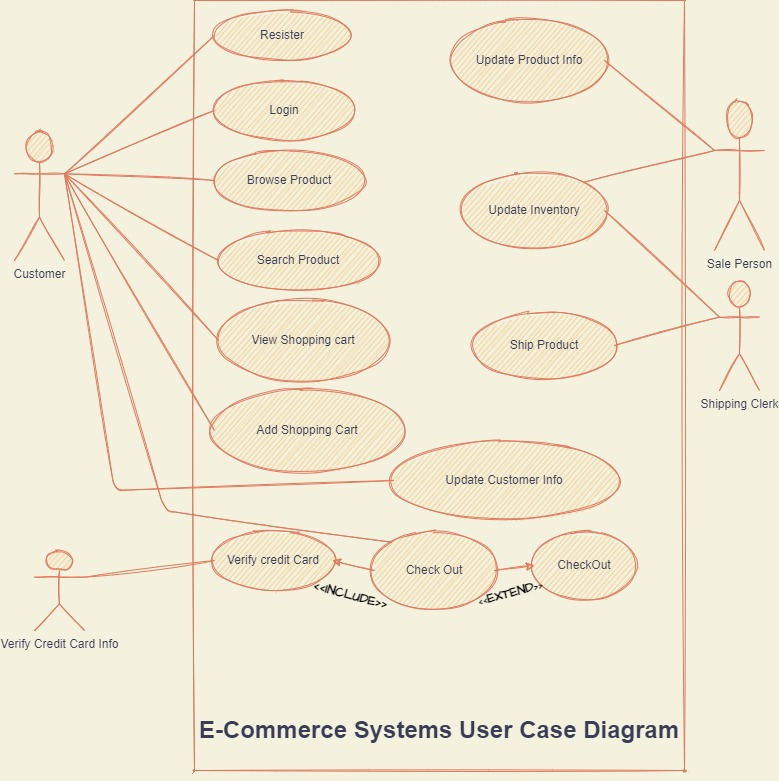 Resister
Update Product Info
Login
Browse Product
Update Inventory
Customer
Search Product
Sale Person
View Shopping cart
Ship Product
Shipping Clerk
Add Shopping Cart
Update Customer Info
Verify credit Card
Check Out
CheckOut
<<INCLUDE>>
<<EXTEND>>
Verify Credit Card Info
E-Commerce Systems User Case Diagram